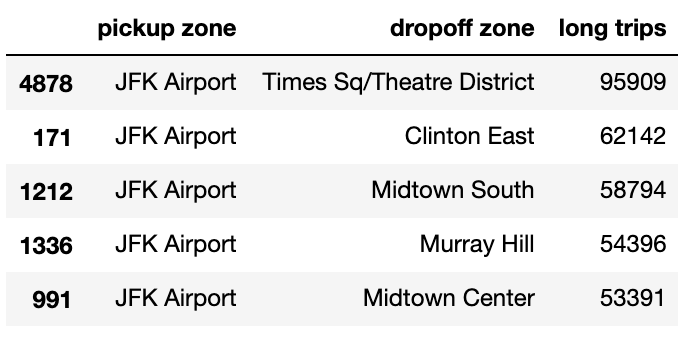 pickup zone dropoff zone long trips
4878 JFK Airport Times Sq/Theatre District 95909
171 JFK Airport Clinton East 62142
1212 JFK Airport Midtown South 58794
1336 JFK Airport Murray Hill 54396
991 JFK Airport Midtown Center 53391